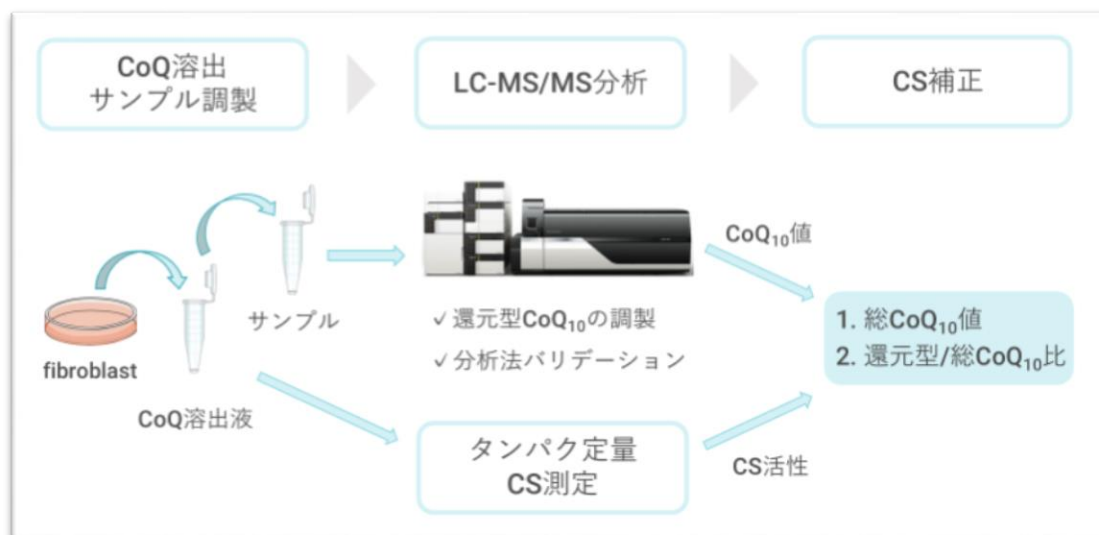 CoQ溶出
サンプル調製
LC-MS/MS分析
CS補正
サンプル
fibroblast
CoQ溶出液
✓還元型CoQ₁₀の調製
✓分析法バリデーション
タンパク定量
CS測定
CoQ₁₀値
CS活性
1. 総CoQ₁₀値
2. 還元型/総CoQ₁₀比